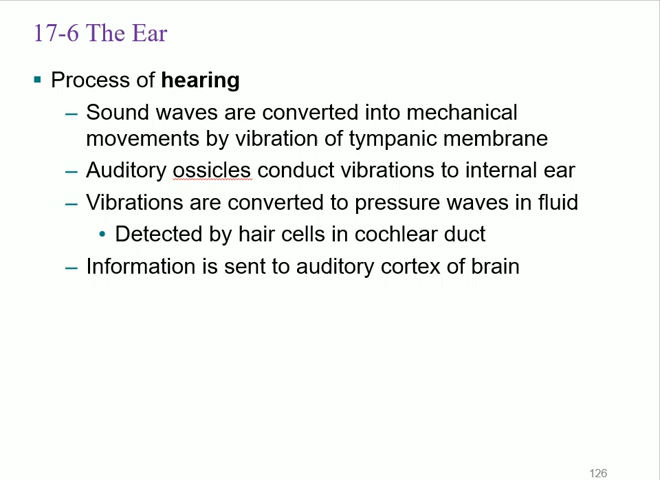 17-6 The Ear
▪ Process of hearing
– Sound waves are converted into mechanical
movements by vibration of tympanic membrane
– Auditory ossicles conduct vibrations to internal ear
– Vibrations are converted to pressure waves in fluid
• Detected by hair cells in cochlear duct
– Information is sent to auditory cortex of brain
126